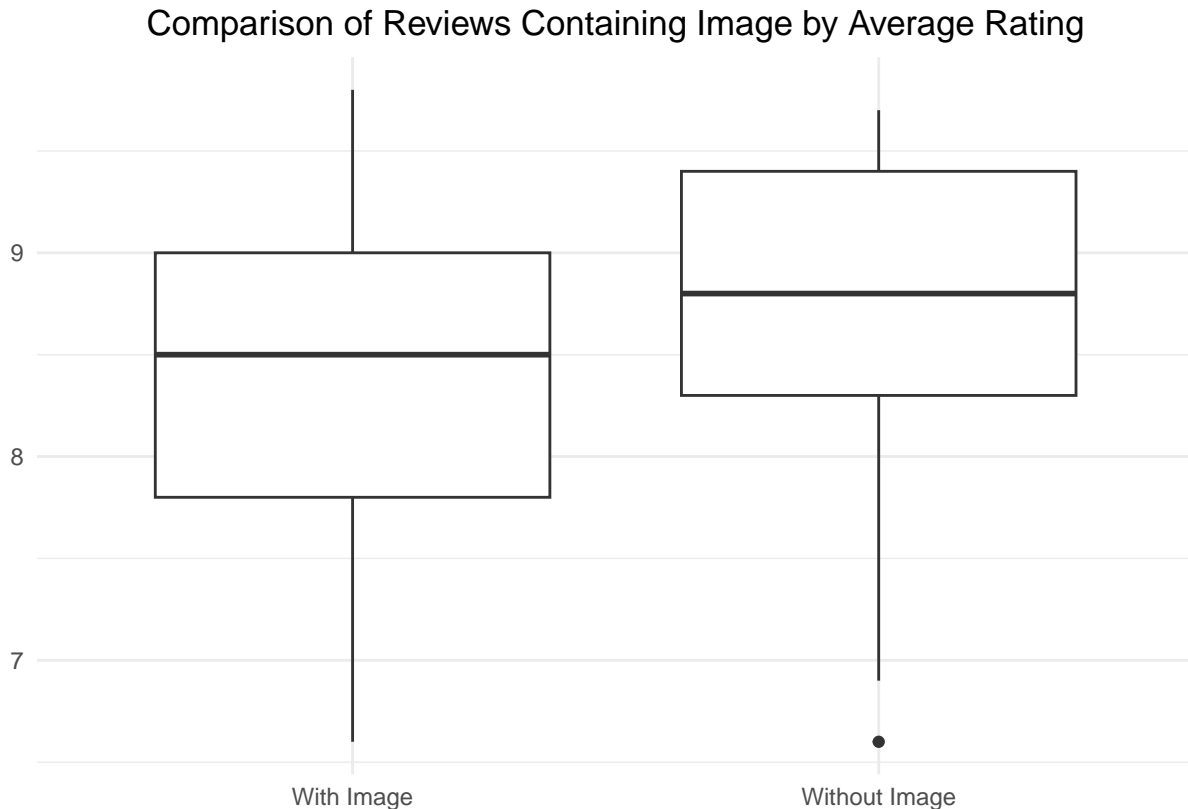 Comparison of Reviews Containing Image by Average Rating
9
8
7
With Image
Without Image